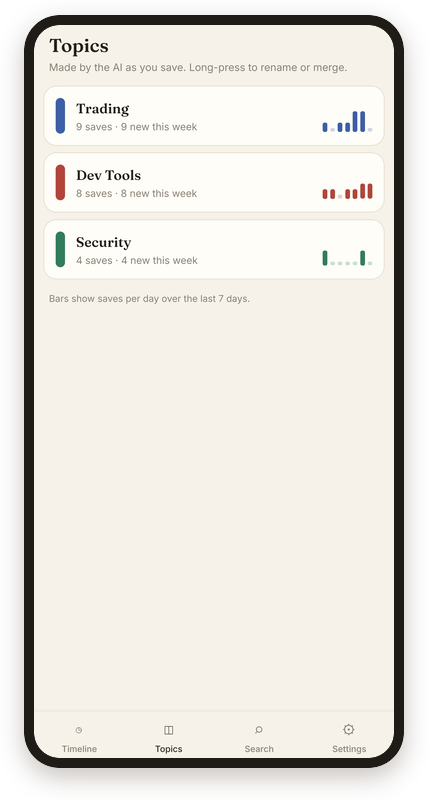 Topics
Made by the AI as you save. Long-press to rename or merge.
Trading
9 saves · 9 new this week
Dev Tools
8 saves · 8 new this week
Security
4 saves · 4 new this week
Bars show saves per day over the last 7 days.
Timeline
Topics
Search
Settings